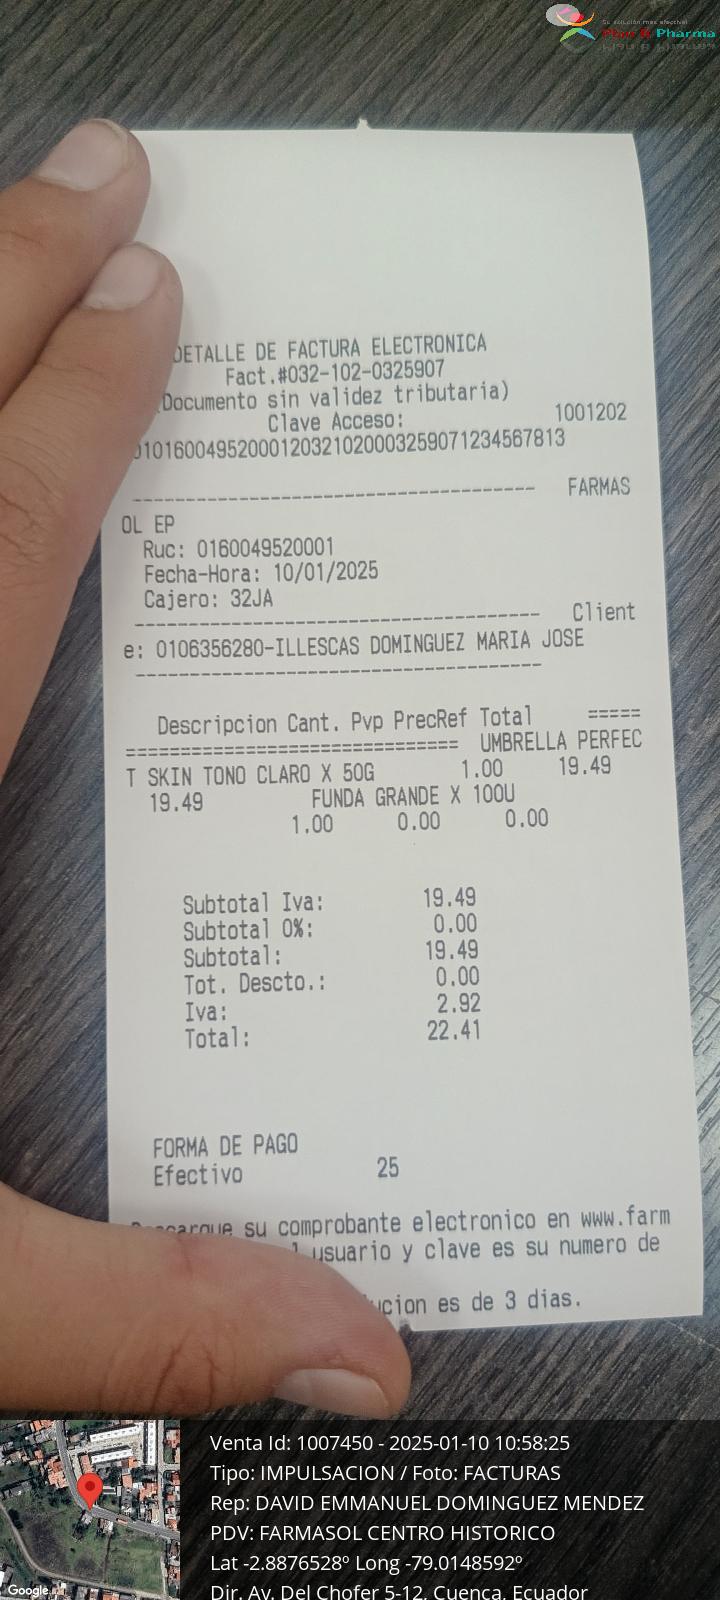 Su solución más efectiva!
Plus & Pharma
DETALLE DE FACTURA ELECTRONICA
Fact.#032-102-0325907
(Documento sin validez tributaria)
Clave Acceso: 1001202
01016004952000120321020003259071234567813
------------------------------------- FARMAS
OL EP
Ruc: 0160049520001
Fecha-Hora: 10/01/2025
Cajero: 32JA
------------------------------------- Client
e: 0106356280-ILLESCAS DOMINGUEZ MARIA JOSE
-------------------------------------
Descripcion Cant. Pvp PrecRef Total =====
=============================== UMBRELLA PERFEC
T SKIN TONO CLARO X 50G 1.00 19.49
19.49 FUNDA GRANDE X 100U
1.00 0.00 0.00
Subtotal Iva: 19.49
Subtotal 0%: 0.00
Subtotal: 19.49
Tot. Descto.: 0.00
Iva: 2.92
Total: 22.41
FORMA DE PAGO
Efectivo 25
su comprobante electronico en www.farm
usuario y clave es su numero de
es de 3 dias.
Venta Id: 1007450 - 2025-01-10 10:58:25
Tipo: IMPULSACION / Foto: FACTURAS
Rep: DAVID EMMANUEL DOMINGUEZ MENDEZ
PDV: FARMASOL CENTRO HISTORICO
Lat -2.8876528º Long -79.0148592º
Dir. Av. Del Chofer 5-12, Cuenca, Ecuador
Google